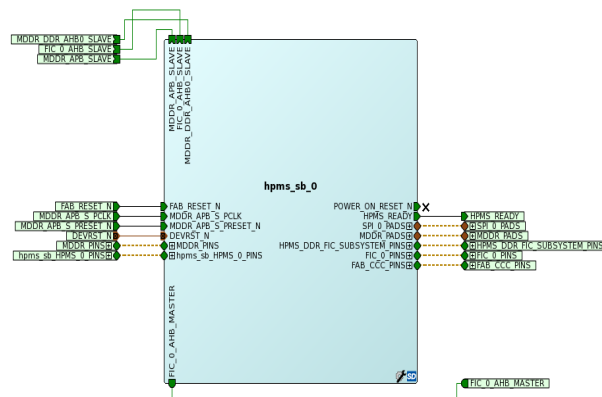 MDDR_DDR_AHB0_SLAVE
FIC_0_AHB_SLAVE
MDDR_APB_SLAVE
MDDR_APB_SLAVE
FIC_0_AHB_SLAVE
MDDR_DDR_AHB0_SLAVE
hpms_sb_0
FAB_RESET_N
MDDR_APB_S_PCLK
MDDR_APB_S_PRESET_N
DEVRST_N
MDDR_PINS
hpms_sb_HPMS_0_PINS
FAB_RESET_N
MDDR_APB_S_PCLK
MDDR_APB_S_PRESET_N
DEVRST_N
MDDR_PINS
hpms_sb_HPMS_0_PINS
POWER_ON_RESET_N
HPMS_READY
SPI_0_PADS
MDDR_PADS
HPMS_DDR_FIC_SUBSYSTEM_PINS
FIC_0_PINS
FAB_CCC_PINS
HPMS_READY
SPI_0_PADS
MDDR_PADS
HPMS_DDR_FIC_SUBSYSTEM_PINS
FIC_0_PINS
FAB_CCC_PINS
FIC_0_AHB_MASTER
SD
FIC_0_AHB_MASTER